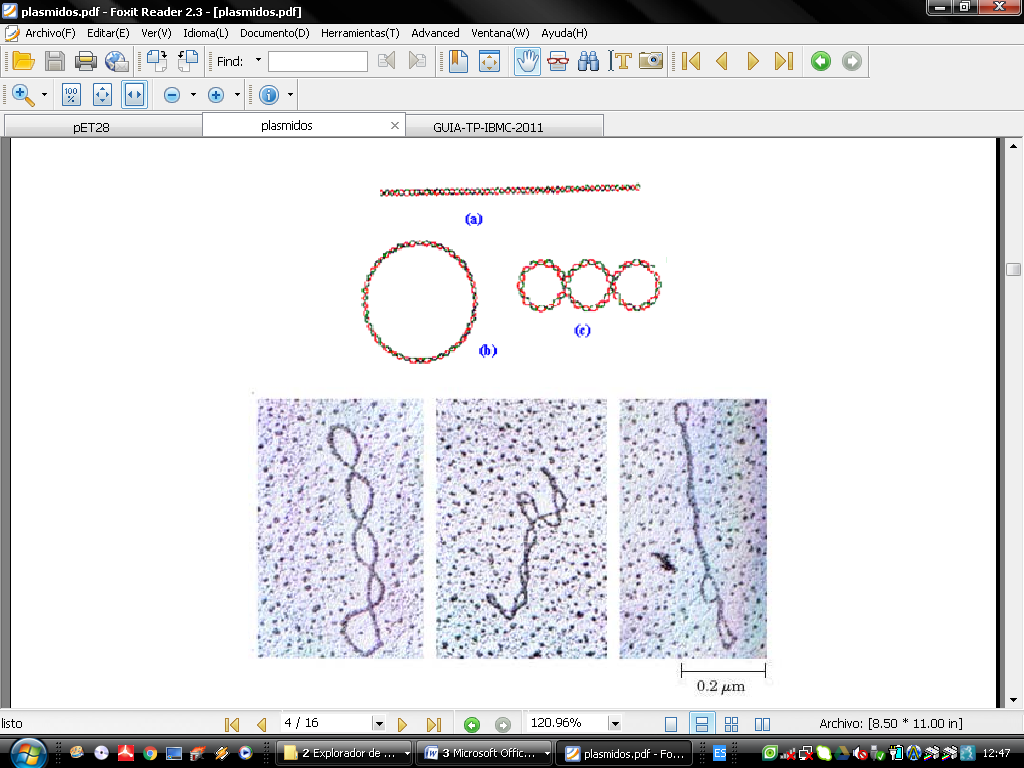 plasmidos.pdf - Foxit Reader 2.3 - [plasmidos.pdf]
Archivo(F) Editar(E) Ver(V) Idioma(L) Documento(D) Herramientas(T) Advanced Ventana(W) Ayuda(H)
Find:
100 %
pET28 plasmidos GUIA-TP-IBMC-2011
(a)
(b)
(c)
0.2 μm
listo 4 / 16 120.96% Archivo: [8.50 * 11.00 in]
2 Explorador de ... 3 Microsoft Offic... plasmidos.pdf - Fo... ES 12:47